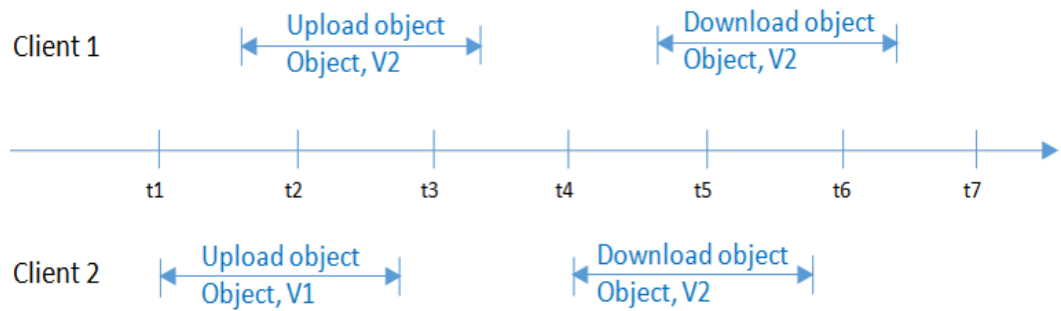 Upload object
Download object
Client 1
Object, V2
Object, V2
t1 t2 t3 t4 t5 t6 t7
Upload object
Download object
Client 2
Object, V1
Object, V2